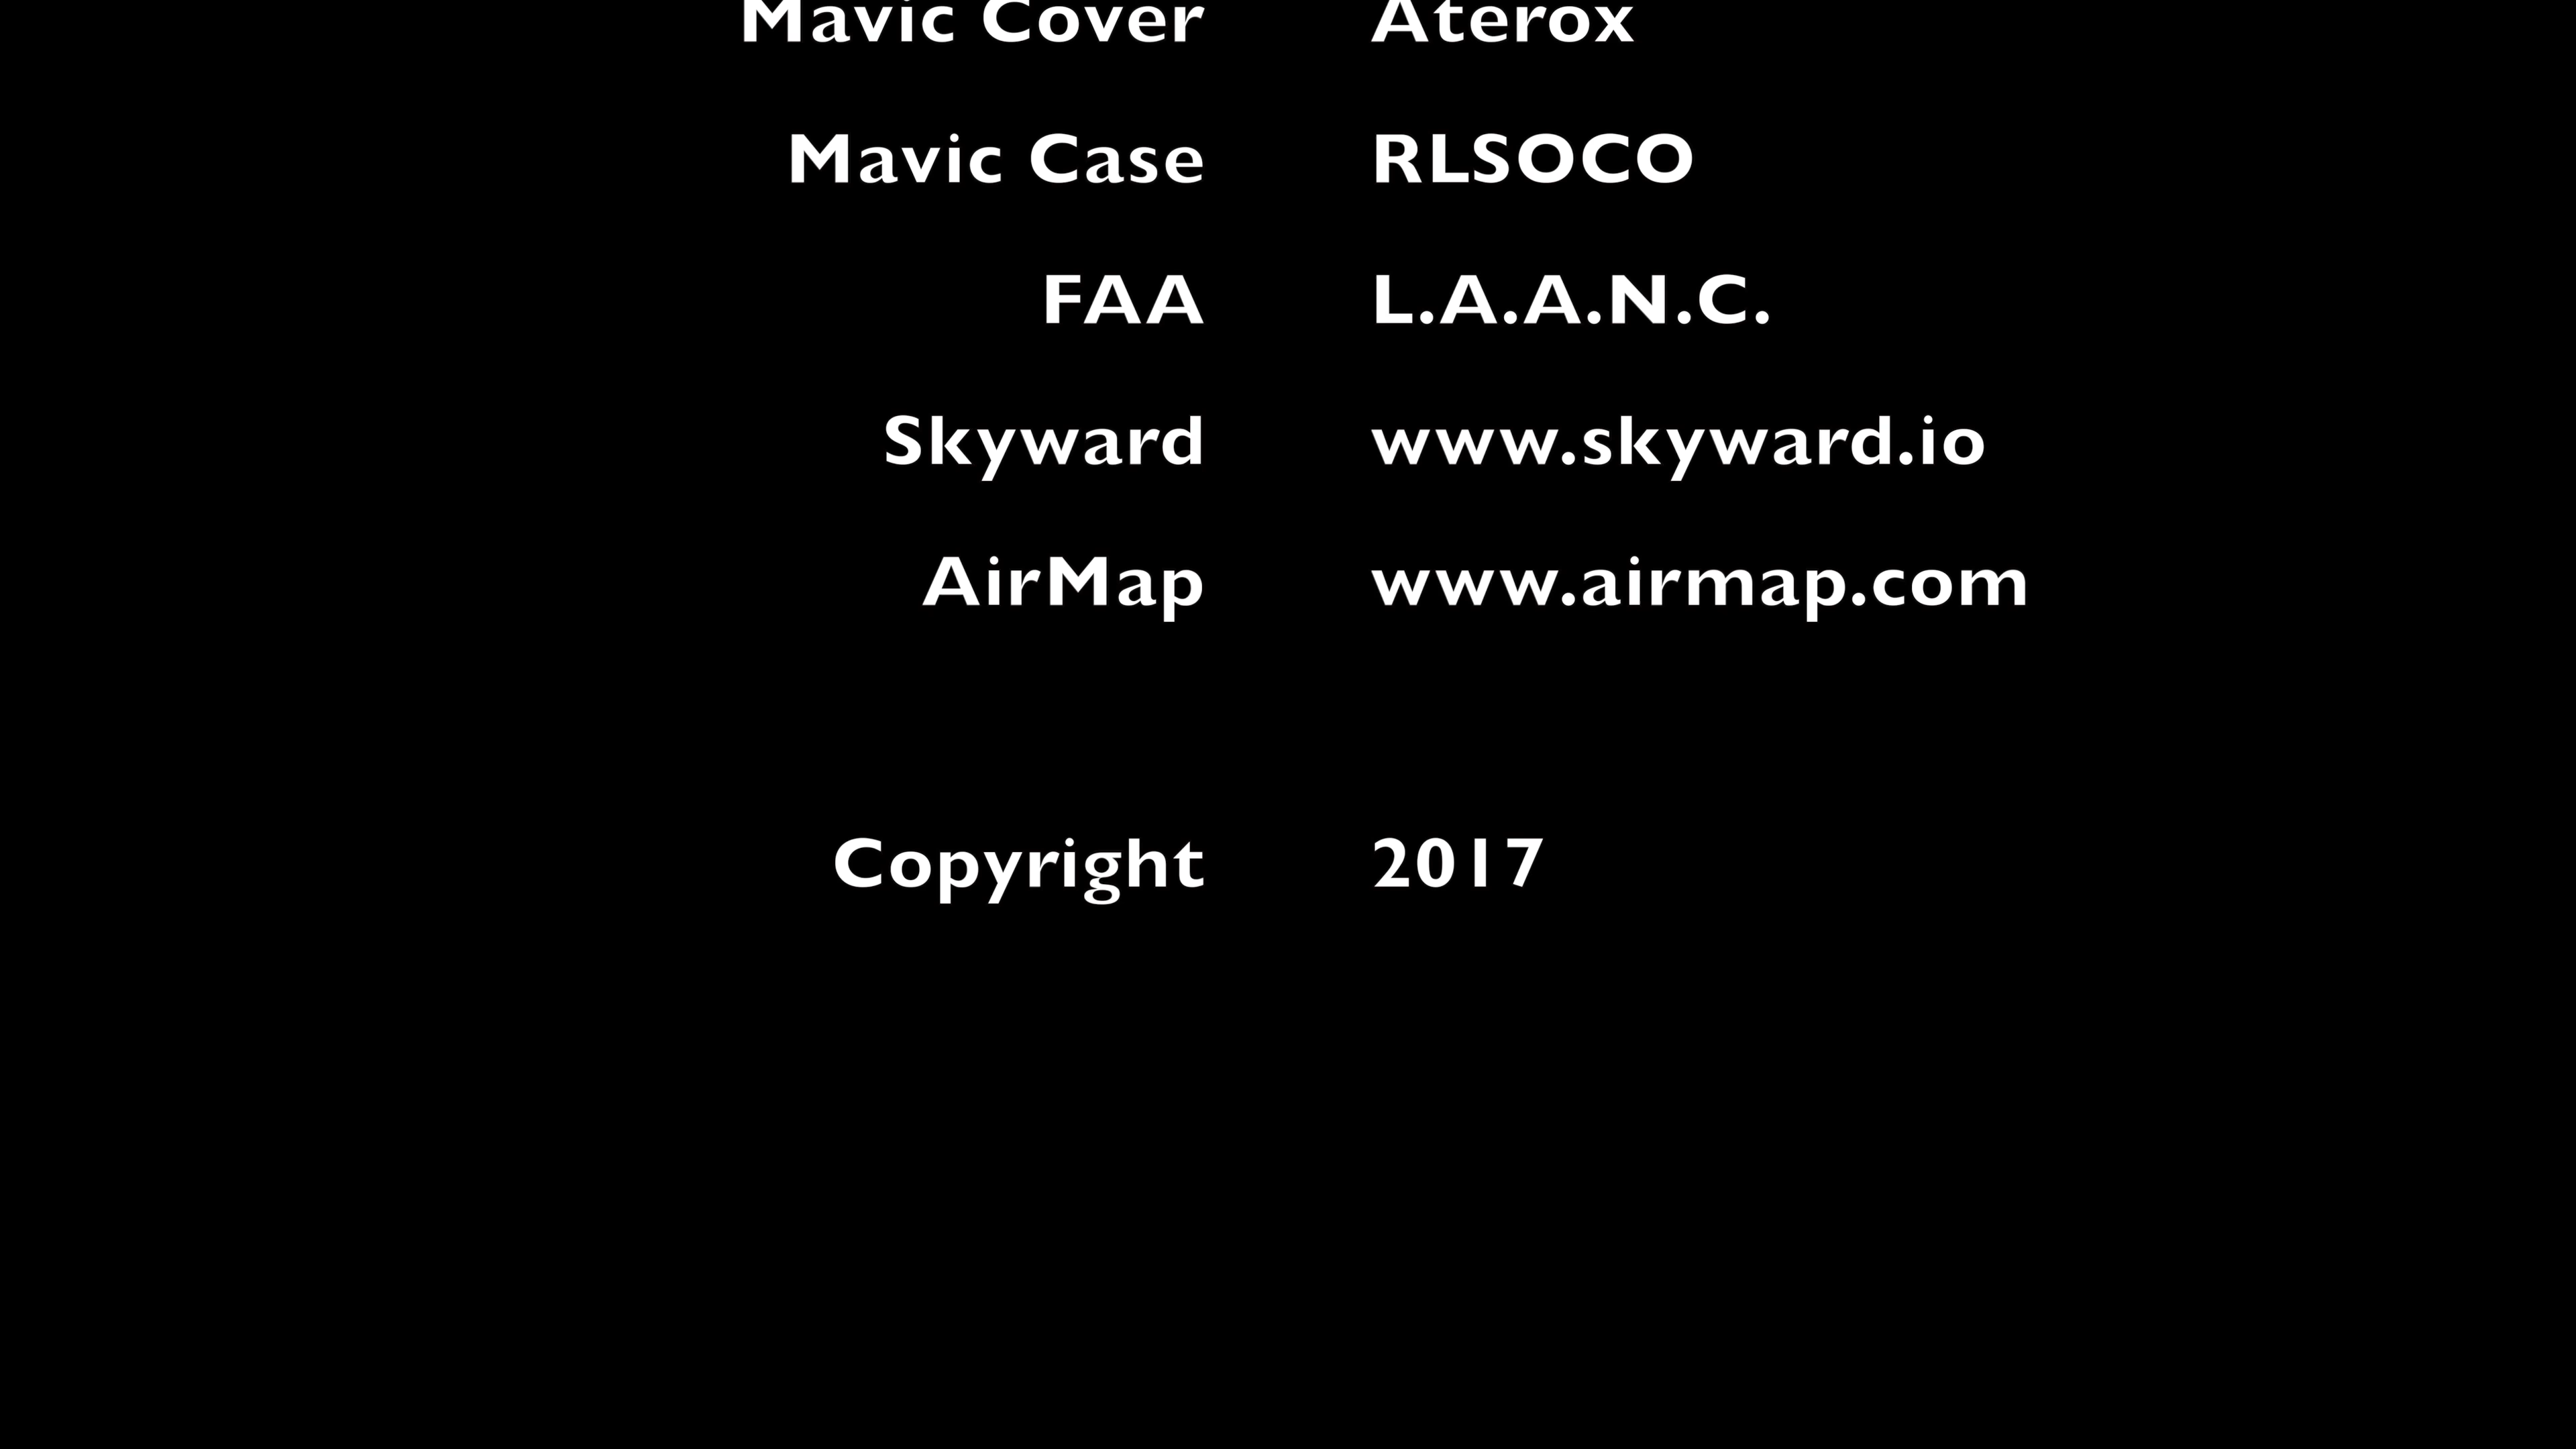 Mavic Cover Aterox
Mavic Case RLSOCO
FAA L.A.A.N.C.
Skyward www.skyward.io
AirMap www.airmap.com
Copyright 2017